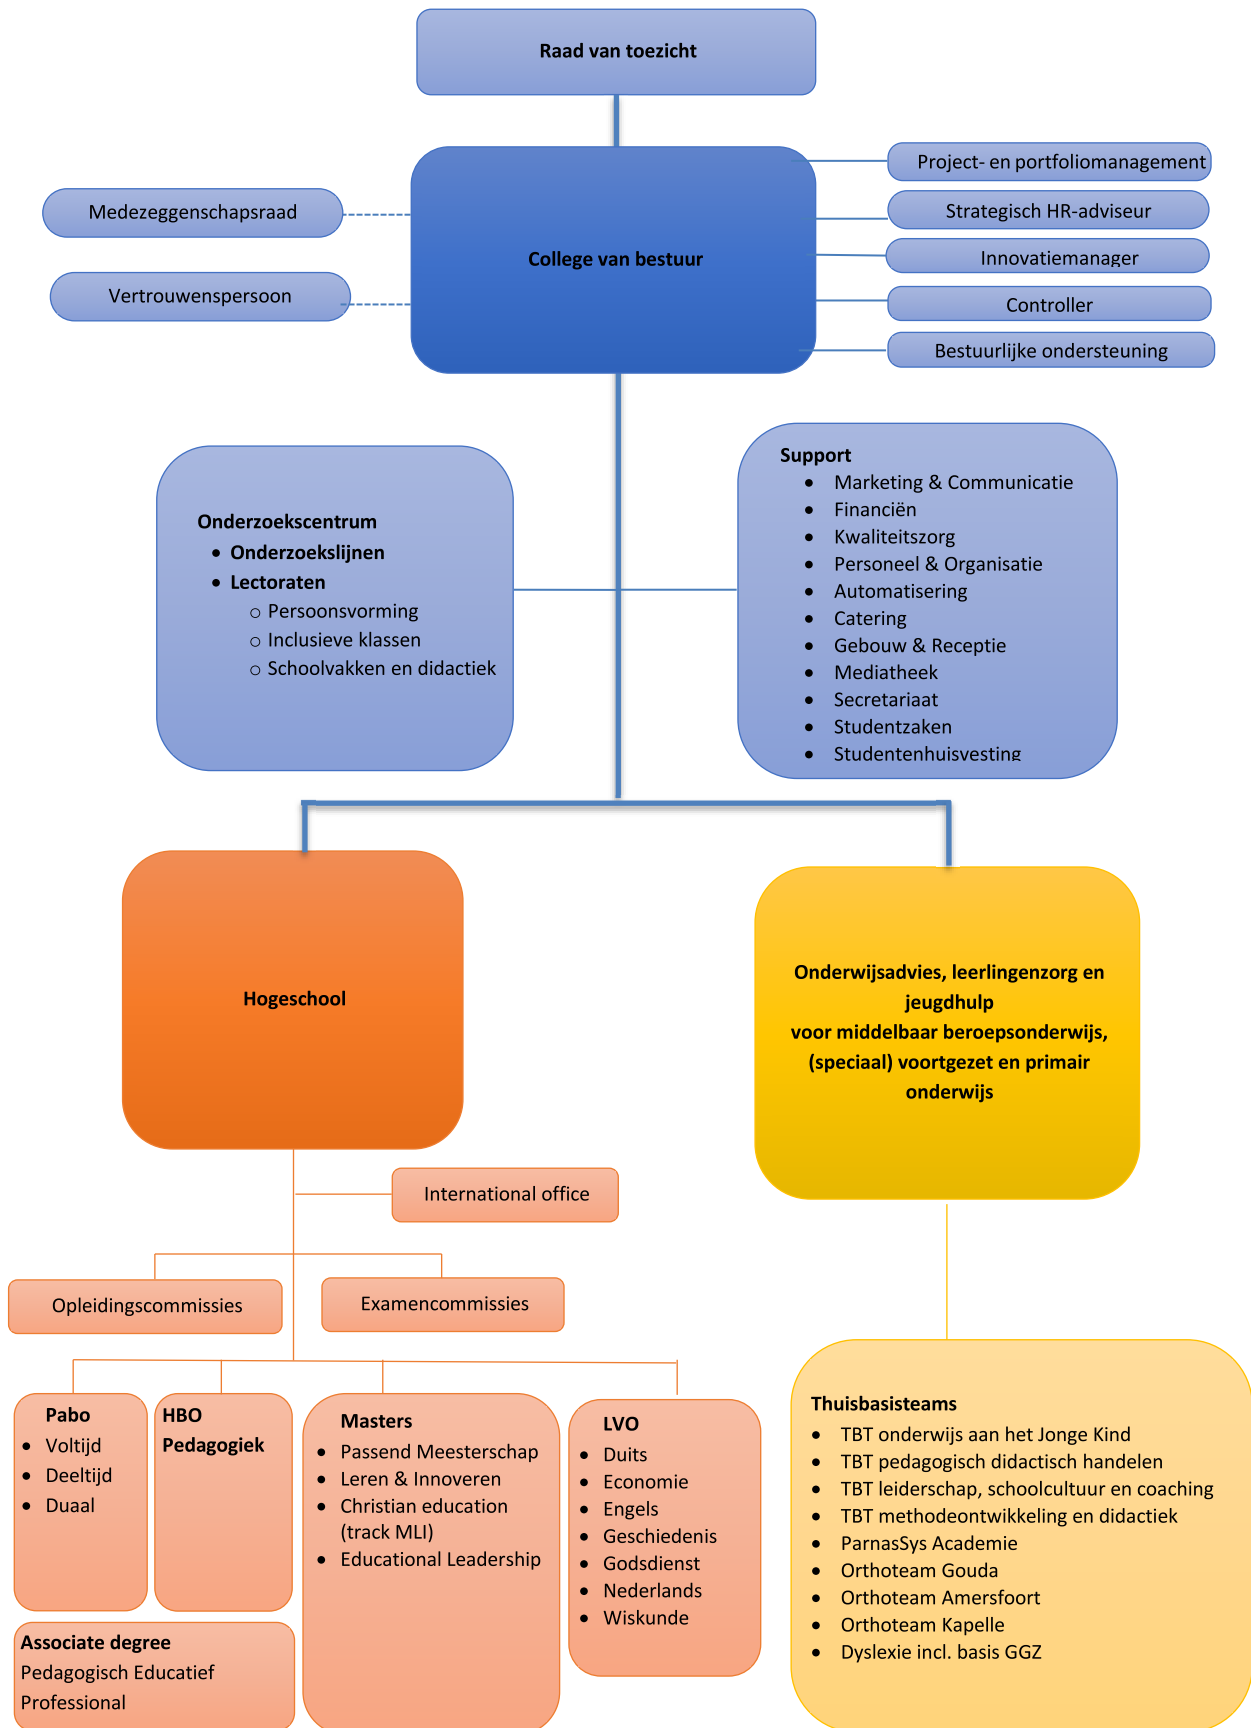 Raad van toezicht
College van bestuur
Medezeggenschapsraad
Vertrouwenspersoon
Project- en portfoliomanagement
Strategisch HR-adviseur
Innovatiemanager
Controller
Bestuurlijke ondersteuning
Onderzoekscentrum
• Onderzoekslijnen
• Lectoraten
○ Persoonsvorming
○ Inclusieve klassen
○ Schoolvakken en didactiek
Support
• Marketing & Communicatie
• Financiën
• Kwaliteitszorg
• Personeel & Organisatie
• Automatisering
• Catering
• Gebouw & Receptie
• Mediatheek
• Secretariaat
• Studentzaken
• Studentenhuisvesting
Hogeschool
Onderwijsadvies, leerlingenzorg en
jeugdhulp
voor middelbaar beroepsonderwijs,
(speciaal) voortgezet en primair
onderwijs
International office
Opleidingscommissies
Examencommissies
Pabo
• Voltijd
• Deeltijd
• Duaal
HBO
Pedagogiek
Associate degree
Pedagogisch Educatief
Professional
Masters
• Passend Meesterschap
• Leren & Innoveren
• Christian education
(track MLI)
• Educational Leadership
LVO
• Duits
• Economie
• Engels
• Geschiedenis
• Godsdienst
• Nederlands
• Wiskunde
Thuisbasisteams
• TBT onderwijs aan het Jonge Kind
• TBT pedagogisch didactisch handelen
• TBT leiderschap, schoolcultuur en coaching
• TBT methodeontwikkeling en didactiek
• ParnasSys Academie
• Orthoteam Gouda
• Orthoteam Amersfoort
• Orthoteam Kapelle
• Dyslexie incl. basis GGZ